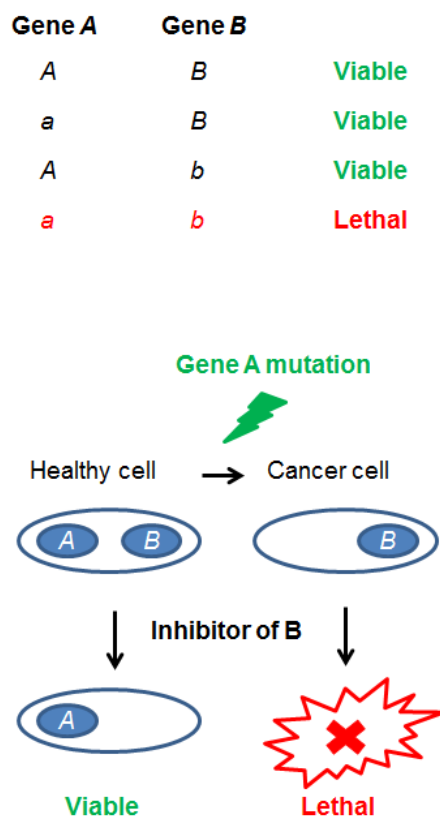 Gene A Gene B
A B Viable
a B Viable
A b Viable
a b Lethal
Gene A mutation
Healthy cell Cancer cell
A B B
Inhibitor of B
A
Viable Lethal